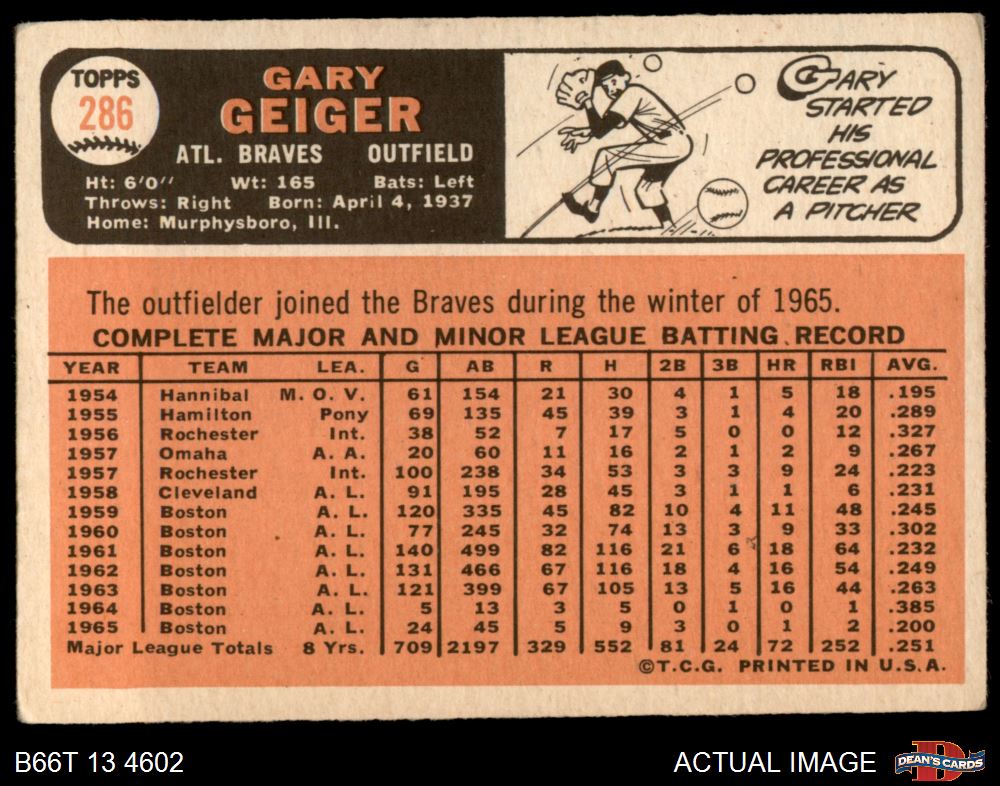 TOPPS
286
GARY
GEIGER
ATL. BRAVES OUTFIELD
Ht: 6'0" Wt: 165 Bats: Left
Throws: Right Born: April 4, 1937
Home: Murphysboro, Ill.
GARY
STARTED
HIS
PROFESSIONAL
CAREER AS
A PITCHER
The outfielder joined the Braves during the winter of 1965.
COMPLETE MAJOR AND MINOR LEAGUE BATTING RECORD
YEAR TEAM LEA. G AB R H 2B 3B HR RBI AVG.
1954 Hannibal M. O. V. 61 154 21 30 4 1 5 18 .195
1955 Hamilton Pony 69 135 45 39 3 1 4 20 .289
1956 Rochester Int. 38 52 7 17 5 0 0 12 .327
1957 Omaha A. A. 20 60 11 16 2 1 2 9 .267
1957 Rochester Int. 100 238 34 53 3 3 9 24 .223
1958 Cleveland A. L. 91 195 28 45 3 1 1 6 .231
1959 Boston A. L. 120 335 45 82 10 4 11 48 .245
1960 Boston A. L. 77 245 32 74 13 3 9 33 .302
1961 Boston A. L. 140 499 82 116 21 6 18 64 .232
1962 Boston A. L. 131 466 67 116 18 4 16 54 .249
1963 Boston A. L. 121 399 67 105 13 5 16 44 .263
1964 Boston A. L. 5 13 3 5 0 1 0 1 .385
1965 Boston A. L. 24 45 5 9 3 0 1 2 .200
Major League Totals 8 Yrs. 709 2197 329 552 81 24 72 252 .251
©T.C.G. PRINTED IN U.S.A.
B66T 13 4602 ACTUAL IMAGE DEAN'S CARDS